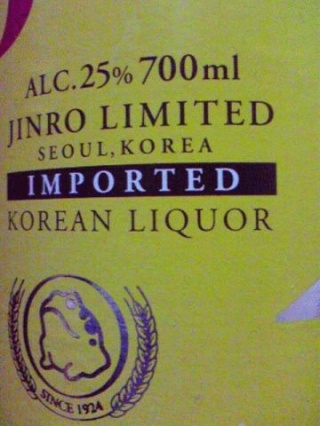 ALC.25% 700ml
JINRO LIMITED
SEOUL, KOREA
IMPORTED
KOREAN LIQUOR
SINCE 1924